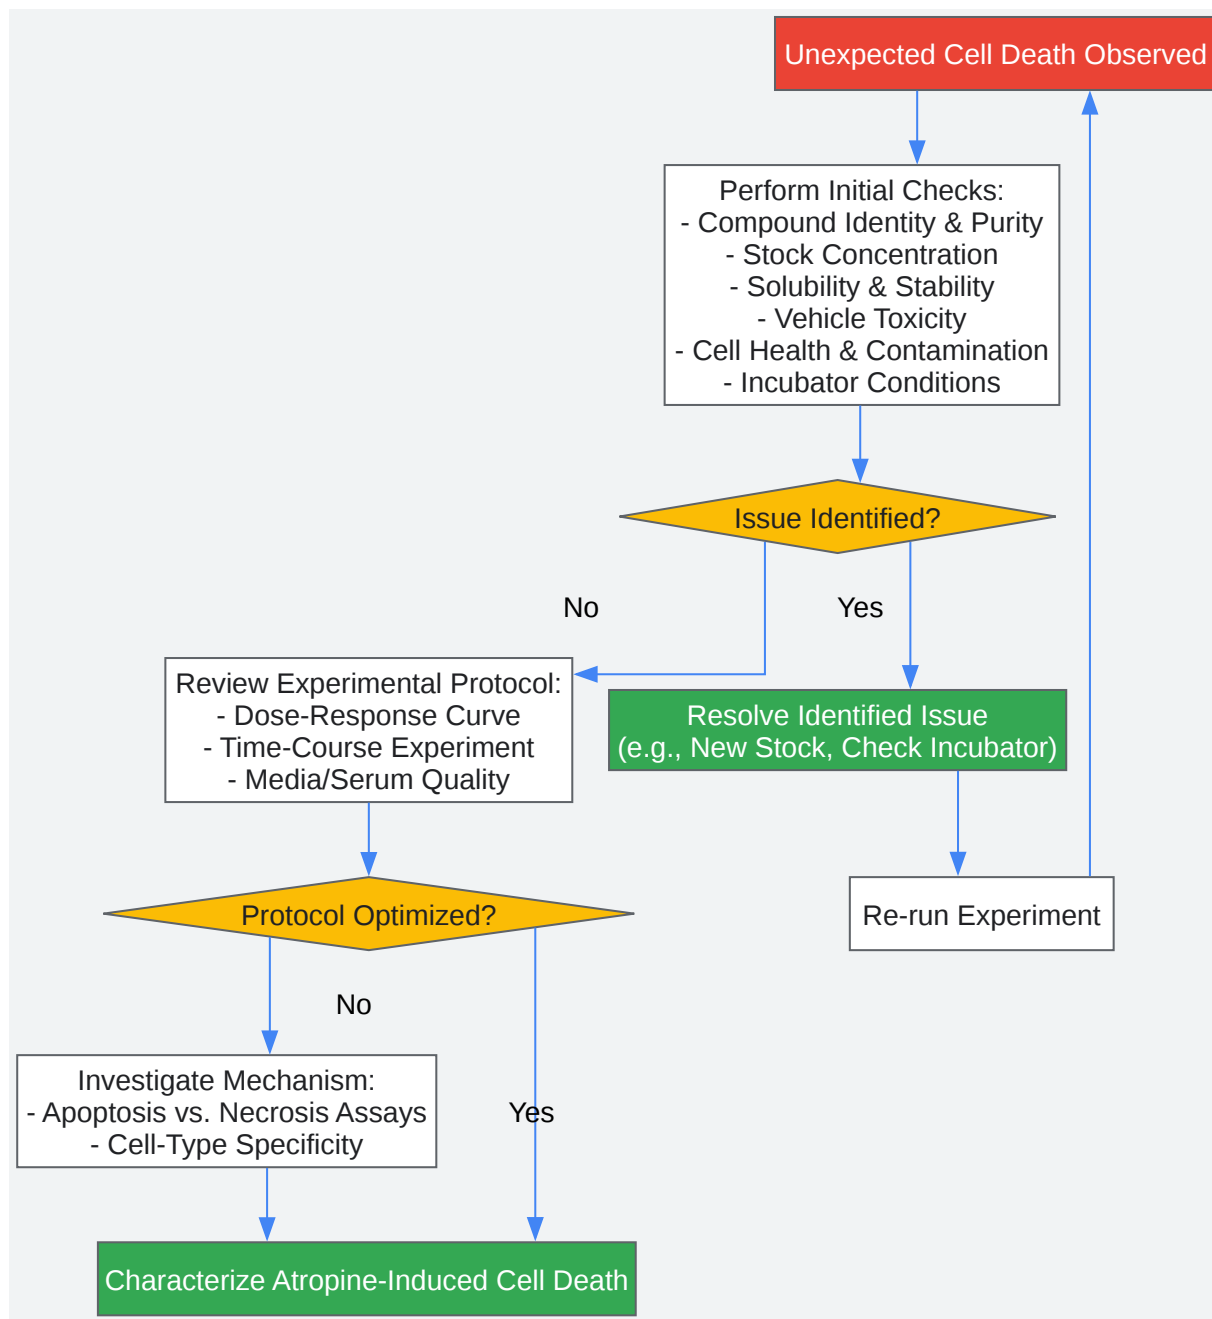 Unexpected Cell Death Observed
Perform Initial Checks:
- Compound Identity & Purity
- Stock Concentration
- Solubility & Stability
- Vehicle Toxicity
- Cell Health & Contamination
- Incubator Conditions
Issue Identified?
No
Yes
Review Experimental Protocol:
- Dose-Response Curve
- Time-Course Experiment
- Media/Serum Quality
Resolve Identified Issue
(e.g., New Stock, Check Incubator)
Protocol Optimized?
Re-run Experiment
No
Investigate Mechanism:
- Apoptosis vs. Necrosis Assays
- Cell-Type Specificity
Yes
Characterize Atropine-Induced Cell Death